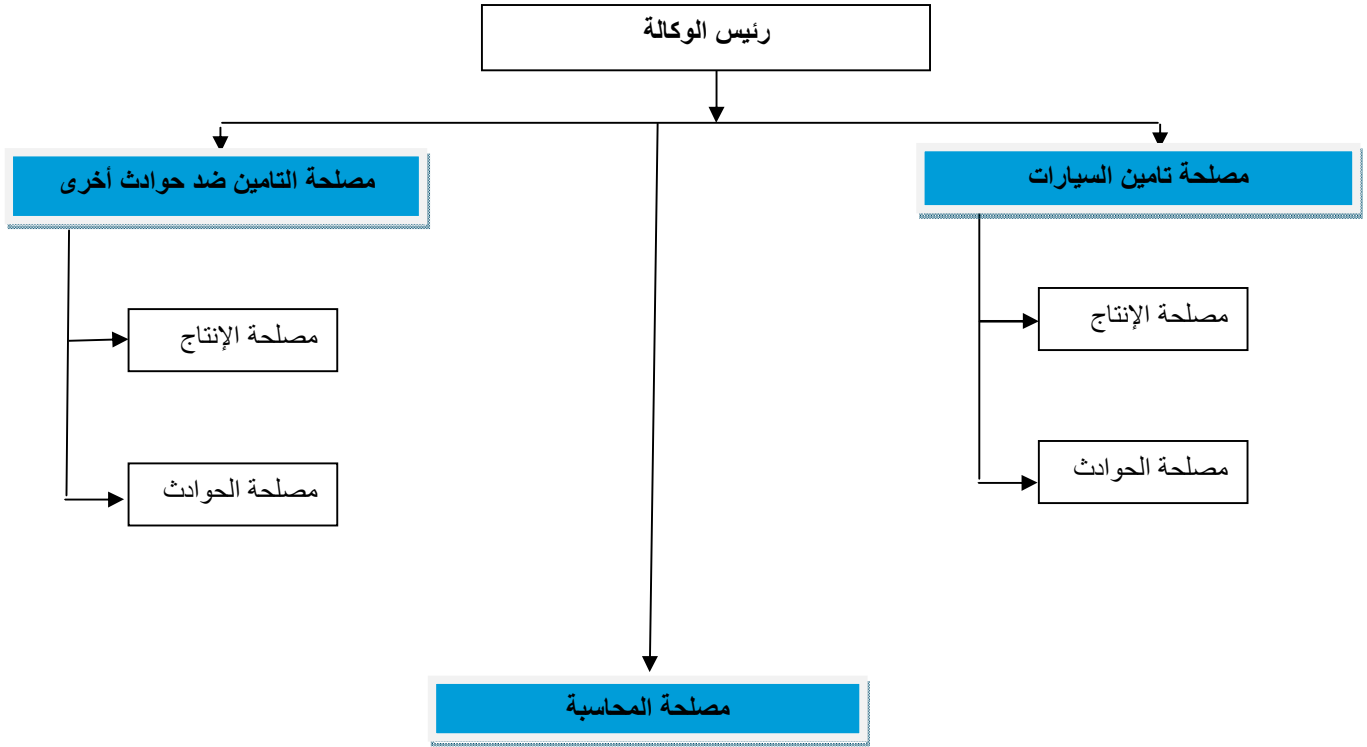 رئيس الوكالة
مصلحة تامين السيارات
مصلحة التامين ضد حوادث أخرى
مصلحة الإنتاج
مصلحة الإنتاج
مصلحة الحوادث
مصلحة الحوادث
مصلحة المحاسبة